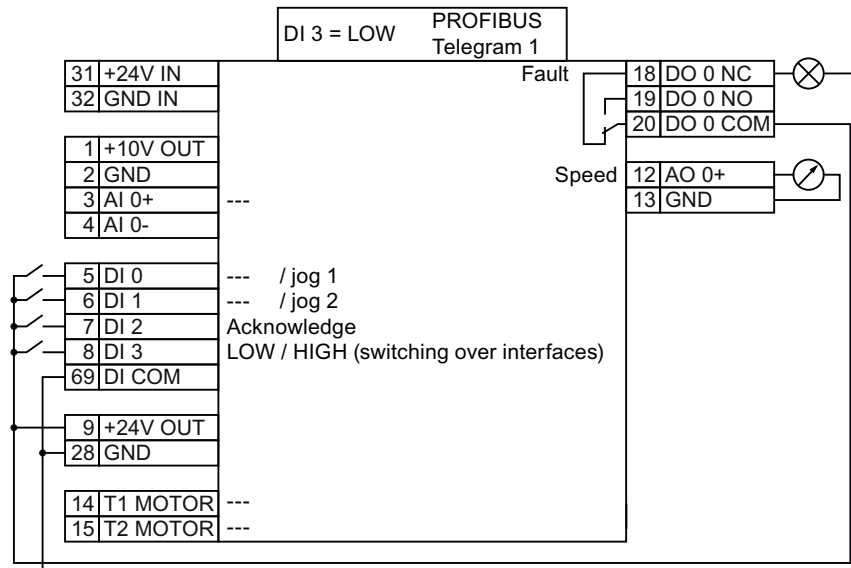 DI 3 = LOW PROFIBUS
Telegram 1
31 +24V IN
32 GND IN
1 +10V OUT
2 GND
3 AI 0+ ---
4 AI 0-
5 DI 0 --- / jog 1
6 DI 1 --- / jog 2
7 DI 2 Acknowledge
8 DI 3 LOW / HIGH (switching over interfaces)
69 DI COM
9 +24V OUT
28 GND
14 T1 MOTOR ---
15 T2 MOTOR ---
Fault 18 DO 0 NC
19 DO 0 NO
20 DO 0 COM
Speed 12 AO 0+
13 GND